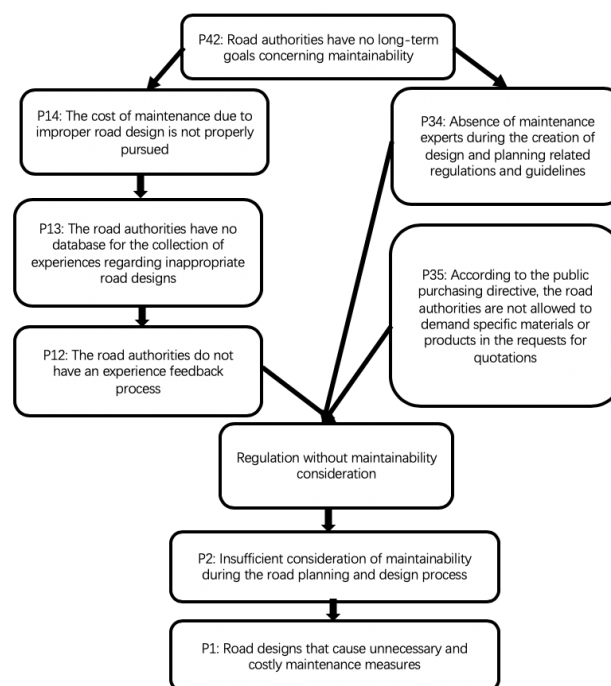 P42: Road authorities have no long-term
goals concerning maintainability
P14: The cost of maintenance due to
improper road design is not properly
pursued
P34: Absence of maintenance
experts during the creation of
design and planning related
regulations and guidelines
P13: The road authorities have no
database for the collection of
experiences regarding inappropriate
road designs
P35: According to the public
purchasing directive, the road
authorities are not allowed to
demand specific materials or
products in the requests for
quotations
P12: The road authorities do not
have an experience feedback
process
Regulation without maintainability
consideration
P2: Insufficient consideration of maintainability
during the road planning and design process
P1: Road designs that cause unnecessary and
costly maintenance measures